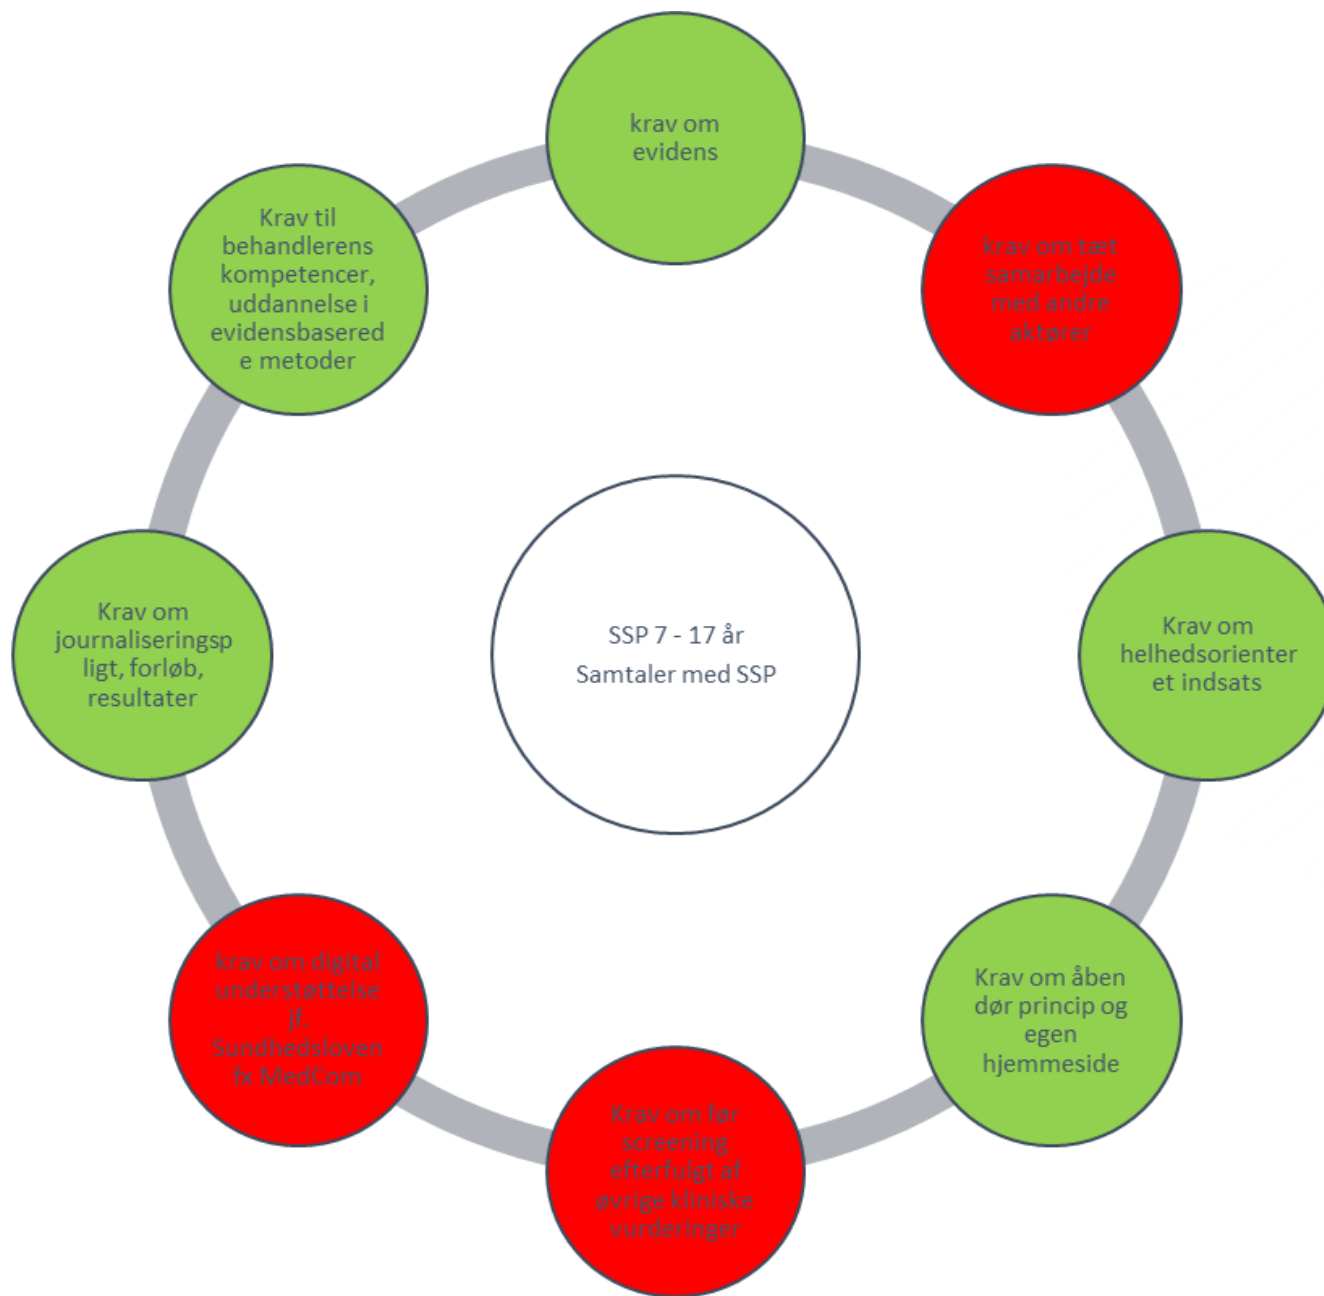 krav om
evidens
krav om tæt
samarbejde
med andre
aktører
Krav om
helhedsorienter
et indsats
Krav om åben
dør princip og
egen
hjemmeside
Krav om før
screening
efterfulgt af
øvrige kliniske
vurderinger
krav om digital
understøttelse
jf.
Sundhedsloven
fx MedCom
Krav om
journaliseringsp
ligt, forløb,
resultater
Krav til
behandlerens
kompetencer,
uddannelse i
evidensbasered
e metoder
SSP 7 - 17 år
Samtaler med SSP